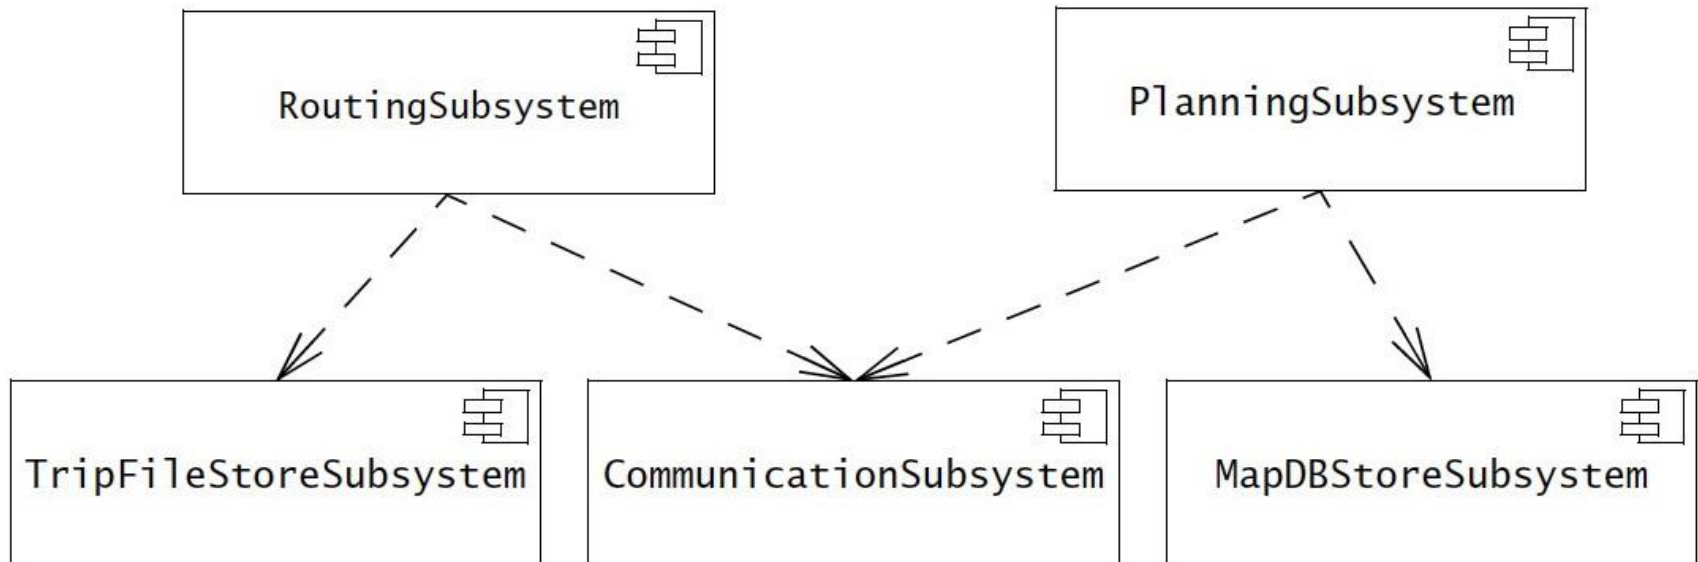 RoutingSubsystem
PlanningSubsystem
TripFileStoreSubsystem
CommunicationSubsystem
MapDBStoreSubsystem